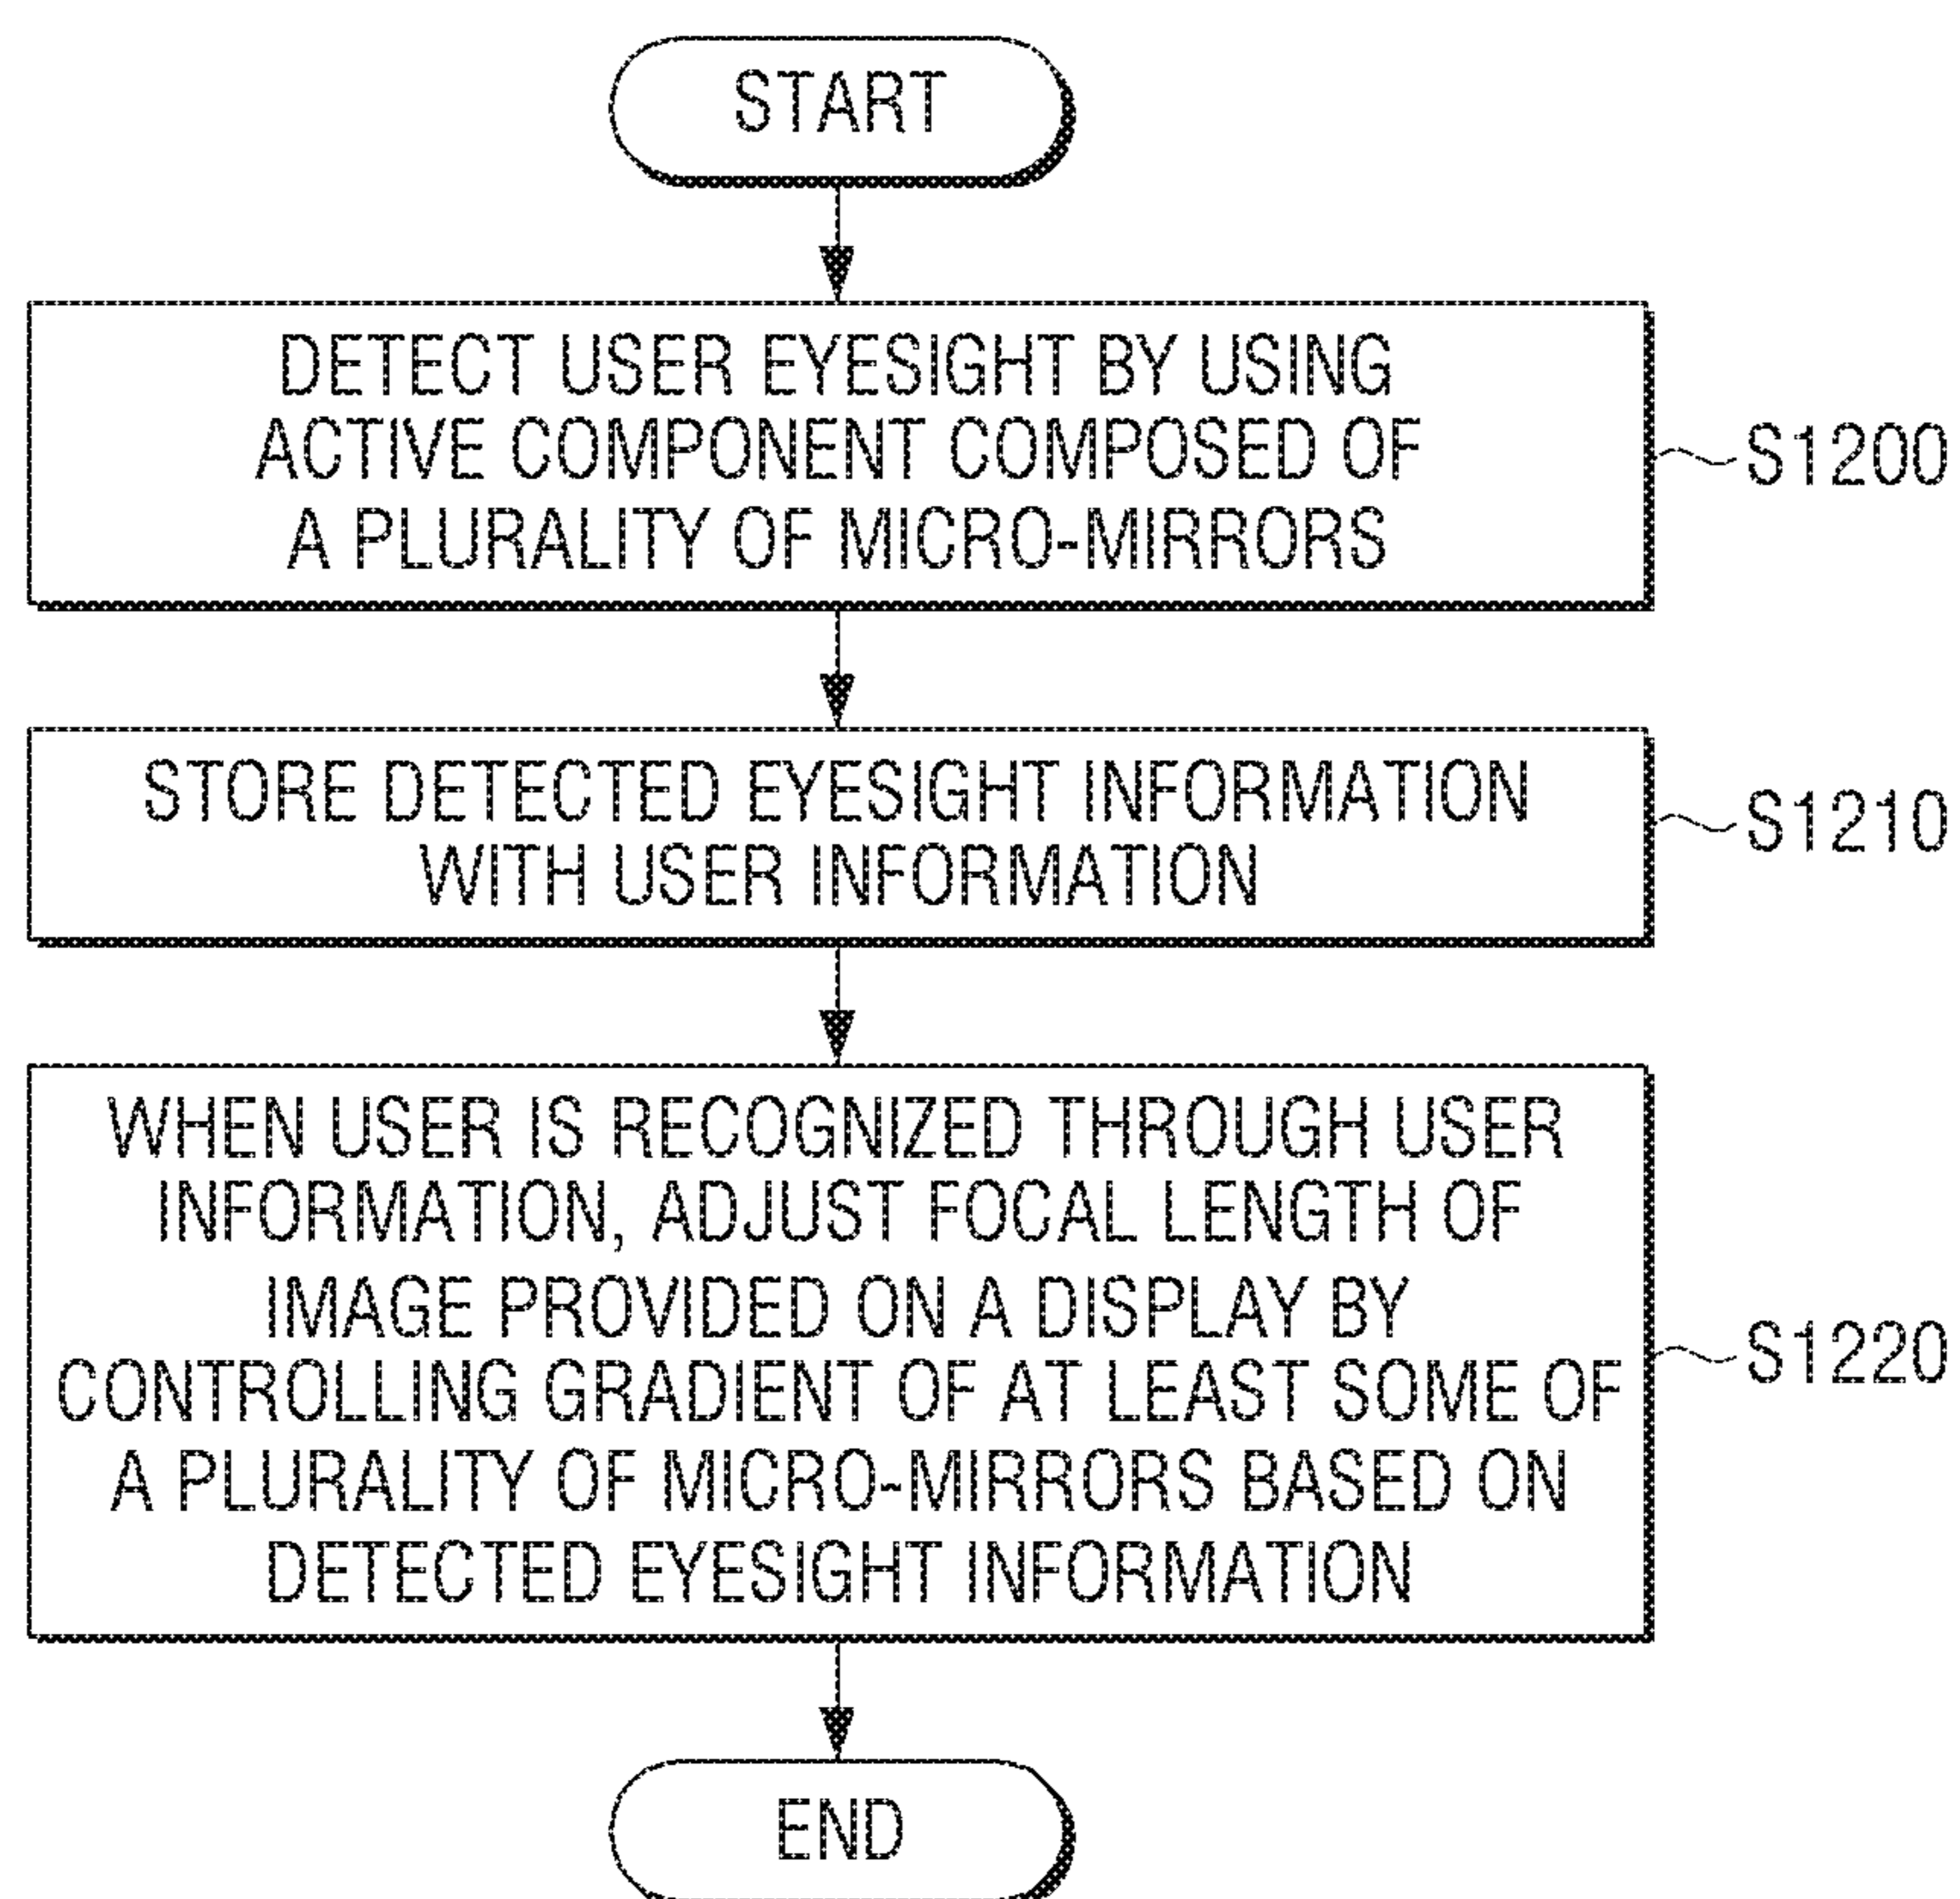 START
DETECT USER EYESIGHT BY USING
ACTIVE COMPONENT COMPOSED OF
A PLURALITY OF MICRO-MIRRORS
S1200
STORE DETECTED EYESIGHT INFORMATION
WITH USER INFORMATION
S1210
WHEN USER IS RECOGNIZED THROUGH USER
INFORMATION, ADJUST FOCAL LENGTH OF
IMAGE PROVIDED ON A DISPLAY BY
CONTROLLING GRADIENT OF AT LEAST SOME OF
A PLURALITY OF MICRO-MIRRORS BASED ON
DETECTED EYESIGHT INFORMATION
S1220
END